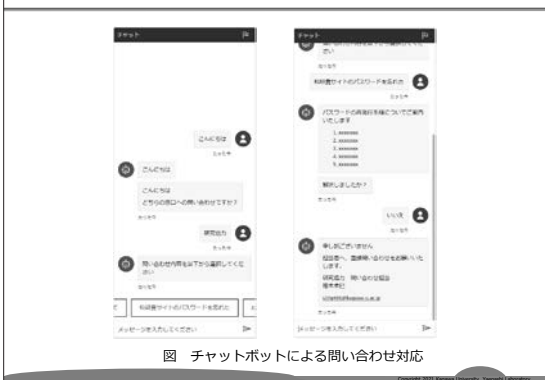 チャット
こんにちは
たった今
こんにちは
こんにちは
どちらの窓口への問い合わせですか？
たった今
研究協力
たった今
問い合わせ内容を以下から選択してくだ
さい
たった今
科研費サイトのパスワードを忘れた
メッセージを入力してください
チャット
さい
たった今
科研費サイトのパスワードを忘れた
たった今
パスワードの再発行手続についてご案内
いたします
1.
2.
3.
4.
5.
解決しましたか？
たった今
いいえ
たった今
申し訳ございません
担当者へ、直接問い合わせをお願いいた
します。
研究協力　問い合わせ担当
たった今
メッセージを入力してください
図　チャットボットによる問い合わせ対応
Copyright 2021 Laboratory